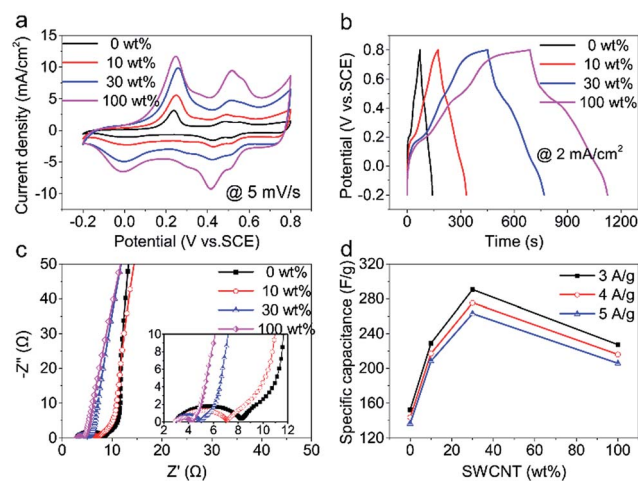 a
Current density (mA/cm²)
15
10
5
0
-5
-10
0 wt%
10 wt%
30 wt%
100 wt%
@ 5 mV/s
-0.2 0.0 0.2 0.4 0.6 0.8
Potential (V vs.SCE)
b
Potential (V vs.SCE)
1.2
0.8
0.4
0.0
-0.4
0 wt%
10 wt%
30 wt%
100 wt%
@ 2 mA/cm²
0 300 600 900 1200
Time (s)
c
-Z" (Ω)
50
40
30
20
10
0
0 wt%
10 wt%
30 wt%
100 wt%
10
8
6
4
2
0
2 4 6 8 10 12
0 10 20 30 40 50
Z' (Ω)
d
Specific capacitance (F/g)
360
320
280
240
200
160
120
3 A/g
4 A/g
5 A/g
0 20 40 60 80 100
SWCNT (wt%)